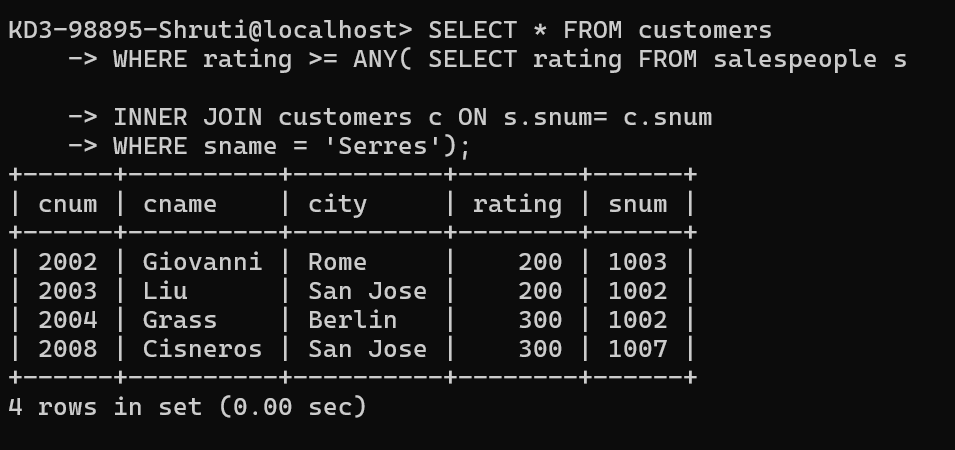 KD3-98895-Shruti@localhost> SELECT * FROM customers
    -> WHERE rating >= ANY( SELECT rating FROM salespeople s

    -> INNER JOIN customers c ON s.snum= c.snum
    -> WHERE sname = 'Serres');
+------+----------+----------+--------+------+
| cnum | cname    | city     | rating | snum |
+------+----------+----------+--------+------+
| 2002 | Giovanni | Rome     |    200 | 1003 |
| 2003 | Liu      | San Jose |    200 | 1002 |
| 2004 | Grass    | Berlin   |    300 | 1002 |
| 2008 | Cisneros | San Jose |    300 | 1007 |
+------+----------+----------+--------+------+
4 rows in set (0.00 sec)